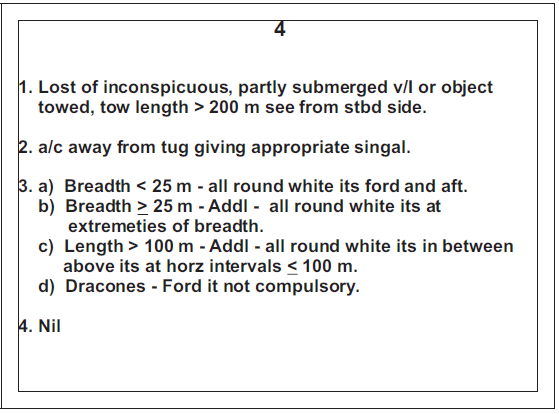 4
1. Lost of inconspicuous, partly submerged v/l or object
towed, tow length > 200 m see from stbd side.
2. a/c away from tug giving appropriate singal.
3. a) Breadth < 25 m - all round white its ford and aft.
b) Breadth ≥ 25 m - Addl - all round white its at
extremeties of breadth.
c) Length > 100 m - Addl - all round white its in between
above its at horz intervals ≤ 100 m.
d) Dracones - Ford it not compulsory.
4. Nil